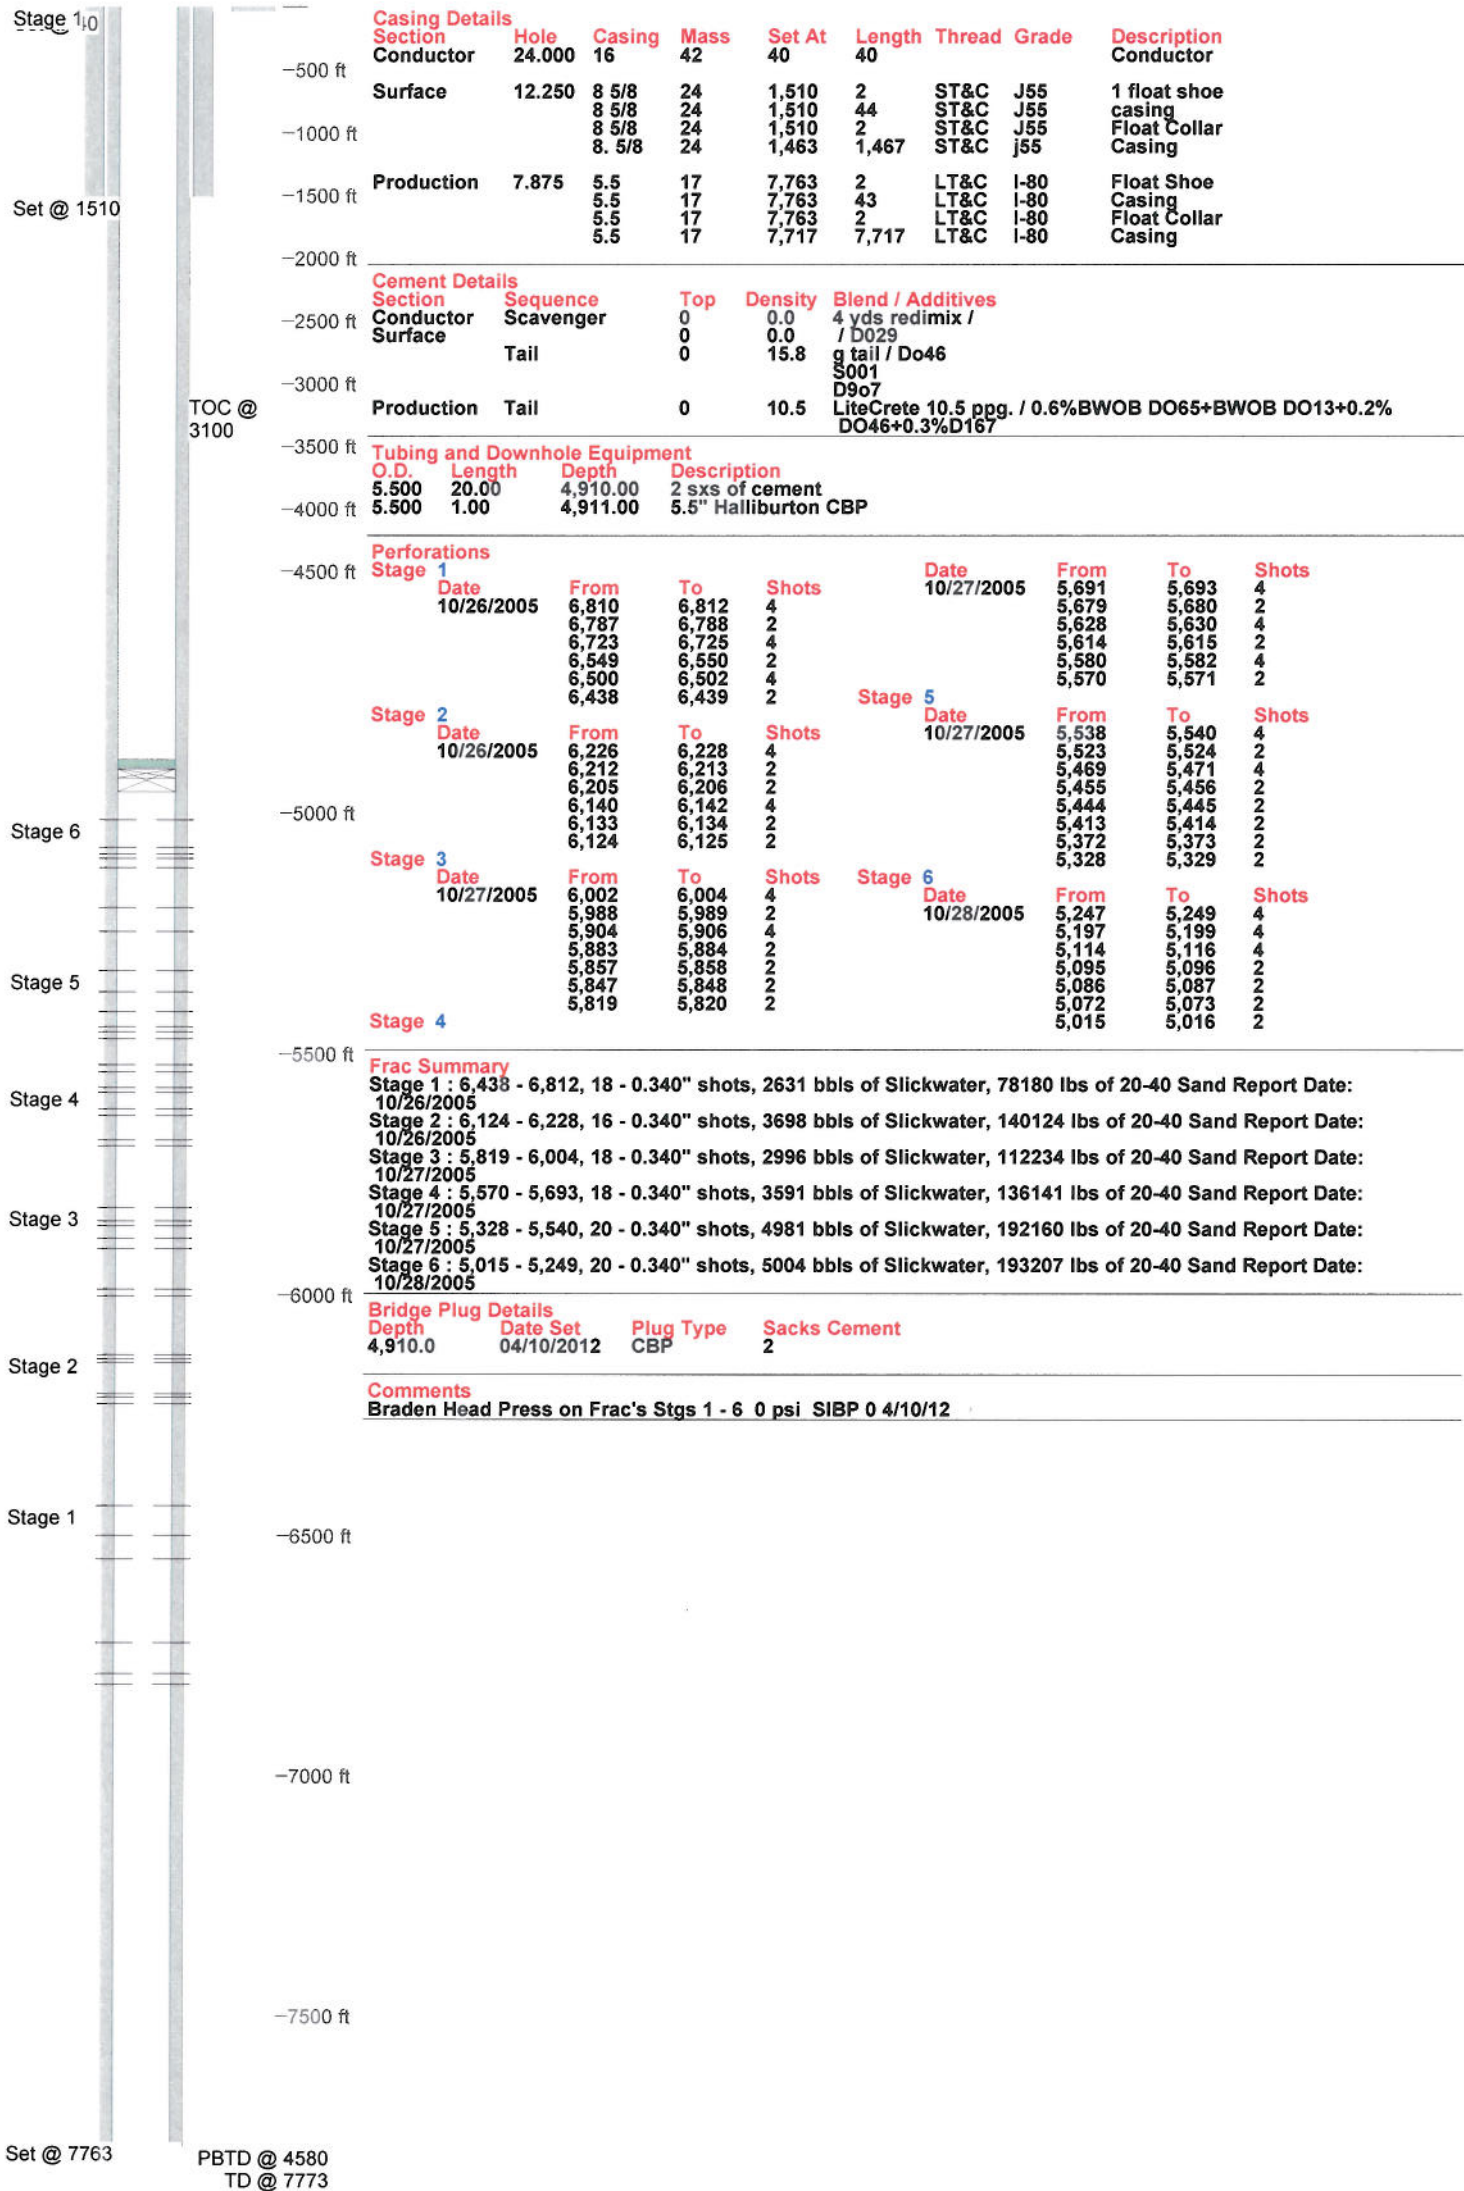 Stage 1
Set @ 1510
TOC @
3100
Stage 6
Stage 5
Stage 4
Stage 3
Stage 2
Stage 1
Set @ 7763
PBTD @ 4580
TD @ 7773
−500 ft
−1000 ft
−1500 ft
−2000 ft
−2500 ft
−3000 ft
−3500 ft
−4000 ft
−4500 ft
−5000 ft
−5500 ft
−6000 ft
−6500 ft
−7000 ft
−7500 ft
Casing Details
Section Hole Casing Mass Set At Length Thread Grade Description
Conductor 24.000 16 42 40 40 Conductor
Surface 12.250 8 5/8 24 1,510 2 ST&C J55 1 float shoe
8 5/8 24 1,510 44 ST&C J55 casing
8 5/8 24 1,510 2 ST&C J55 Float Collar
8. 5/8 24 1,463 1,467 ST&C j55 Casing
Production 7.875 5.5 17 7,763 2 LT&C I-80 Float Shoe
5.5 17 7,763 43 LT&C I-80 Casing
5.5 17 7,763 2 LT&C I-80 Float Collar
5.5 17 7,717 7,717 LT&C I-80 Casing
Cement Details
Section Sequence Top Density Blend / Additives
Conductor Scavenger 0 0.0 4 yds redimix /
Surface 0 0.0 / D029
Tail 0 15.8 g tail / Do46
S001
D9o7
Production Tail 0 10.5 LiteCrete 10.5 ppg. / 0.6%BWOB DO65+BWOB DO13+0.2%
DO46+0.3%D167
Tubing and Downhole Equipment
O.D. Length Depth Description
5.500 20.00 4,910.00 2 sxs of cement
5.500 1.00 4,911.00 5.5" Halliburton CBP
Perforations
Stage 1
Date From To Shots
10/26/2005 6,810 6,812 4
6,787 6,788 2
6,723 6,725 4
6,549 6,550 2
6,500 6,502 4
6,438 6,439 2
Stage 2
Date From To Shots
10/26/2005 6,226 6,228 4
6,212 6,213 2
6,205 6,206 2
6,140 6,142 4
6,133 6,134 2
6,124 6,125 2
Stage 3
Date From To Shots
10/27/2005 6,002 6,004 4
5,988 5,989 2
5,904 5,906 4
5,883 5,884 2
5,857 5,858 2
5,847 5,848 2
5,819 5,820 2
Stage 4
Date From To Shots
10/27/2005 5,691 5,693 4
5,679 5,680 2
5,628 5,630 4
5,614 5,615 2
5,580 5,582 4
5,570 5,571 2
Stage 5
Date From To Shots
10/27/2005 5,538 5,540 4
5,523 5,524 2
5,469 5,471 4
5,455 5,456 2
5,444 5,445 2
5,413 5,414 2
5,372 5,373 2
5,328 5,329 2
Stage 6
Date From To Shots
10/28/2005 5,247 5,249 4
5,197 5,199 4
5,114 5,116 4
5,095 5,096 2
5,086 5,087 2
5,072 5,073 2
5,015 5,016 2
Frac Summary
Stage 1 : 6,438 - 6,812, 18 - 0.340" shots, 2631 bbls of Slickwater, 78180 lbs of 20-40 Sand Report Date:
10/26/2005
Stage 2 : 6,124 - 6,228, 16 - 0.340" shots, 3698 bbls of Slickwater, 140124 lbs of 20-40 Sand Report Date:
10/26/2005
Stage 3 : 5,819 - 6,004, 18 - 0.340" shots, 2996 bbls of Slickwater, 112234 lbs of 20-40 Sand Report Date:
10/27/2005
Stage 4 : 5,570 - 5,693, 18 - 0.340" shots, 3591 bbls of Slickwater, 136141 lbs of 20-40 Sand Report Date:
10/27/2005
Stage 5 : 5,328 - 5,540, 20 - 0.340" shots, 4981 bbls of Slickwater, 192160 lbs of 20-40 Sand Report Date:
10/27/2005
Stage 6 : 5,015 - 5,249, 20 - 0.340" shots, 5004 bbls of Slickwater, 193207 lbs of 20-40 Sand Report Date:
10/28/2005
Bridge Plug Details
Depth Date Set Plug Type Sacks Cement
4,910.0 04/10/2012 CBP 2
Comments
Braden Head Press on Frac's Stgs 1 - 6 0 psi SIBP 0 4/10/12